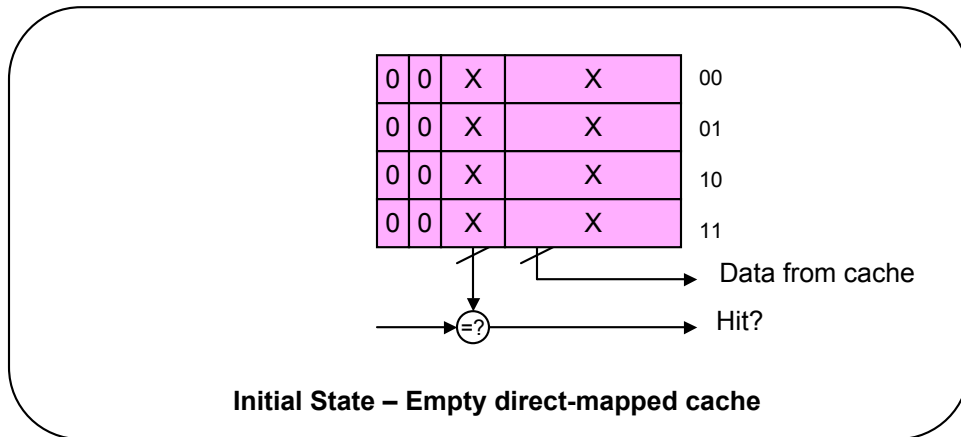 0 0 X X 00
0 0 X X 01
0 0 X X 10
0 0 X X 11
Data from cache
=? Hit?
Initial State – Empty direct-mapped cache